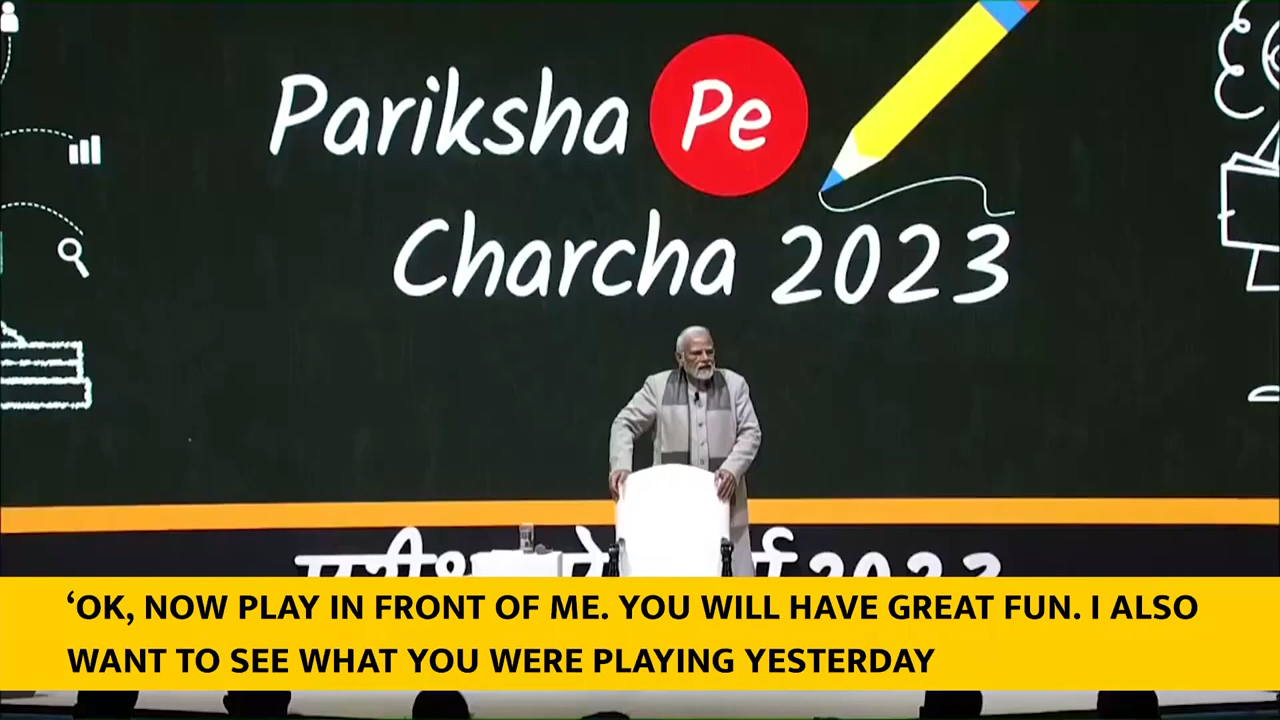 Pariksha Pe
Charcha 2023
2023
‘OK, NOW PLAY IN FRONT OF ME. YOU WILL HAVE GREAT FUN. I ALSO
WANT TO SEE WHAT YOU WERE PLAYING YESTERDAY